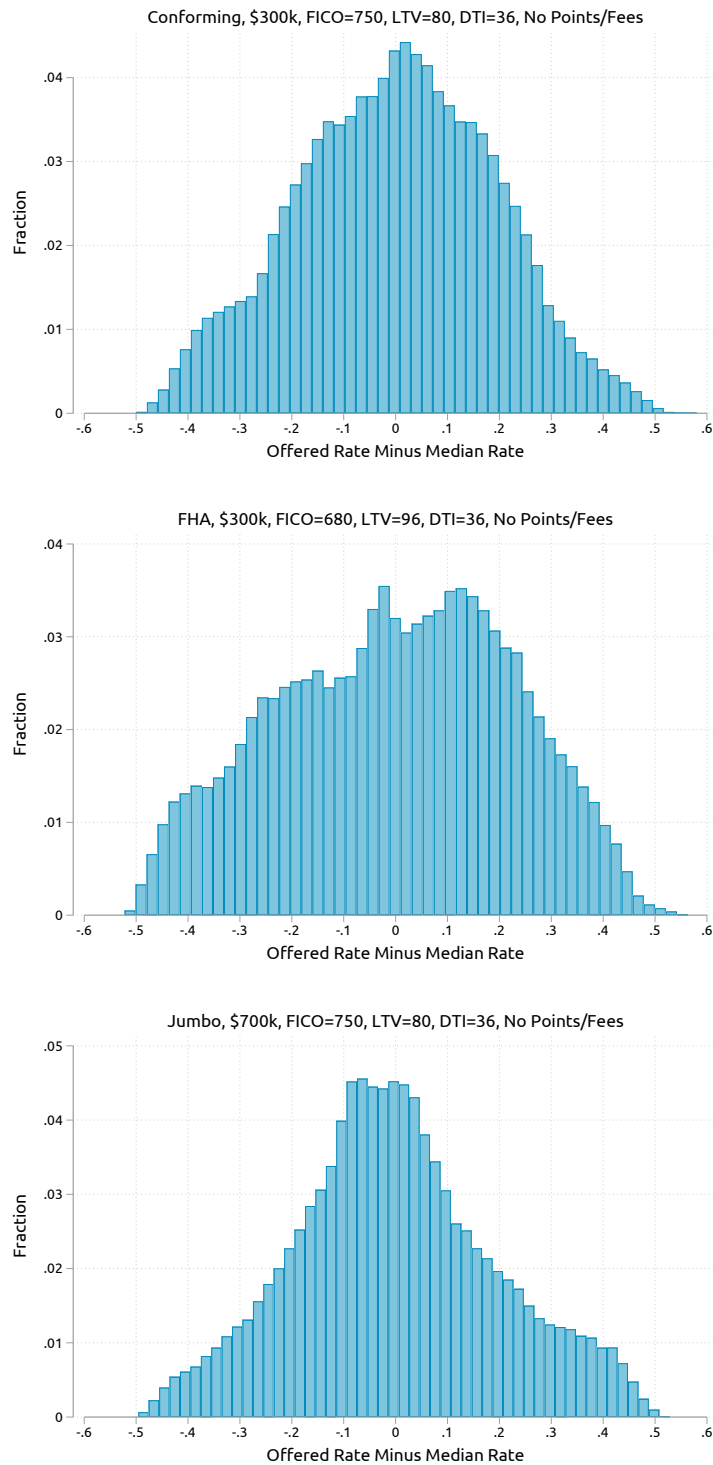 Conforming, $300k, FICO=750, LTV=80, DTI=36, No Points/Fees
.04
.03
.02
.01
0
Fraction
-.6 -.5 -.4 -.3 -.2 -.1 0 .1 .2 .3 .4 .5 .6
Offered Rate Minus Median Rate
FHA, $300k, FICO=680, LTV=96, DTI=36, No Points/Fees
.04
.03
.02
.01
0
Fraction
-.6 -.5 -.4 -.3 -.2 -.1 0 .1 .2 .3 .4 .5 .6
Offered Rate Minus Median Rate
Jumbo, $700k, FICO=750, LTV=80, DTI=36, No Points/Fees
.05
.04
.03
.02
.01
0
Fraction
-.6 -.5 -.4 -.3 -.2 -.1 0 .1 .2 .3 .4 .5 .6
Offered Rate Minus Median Rate